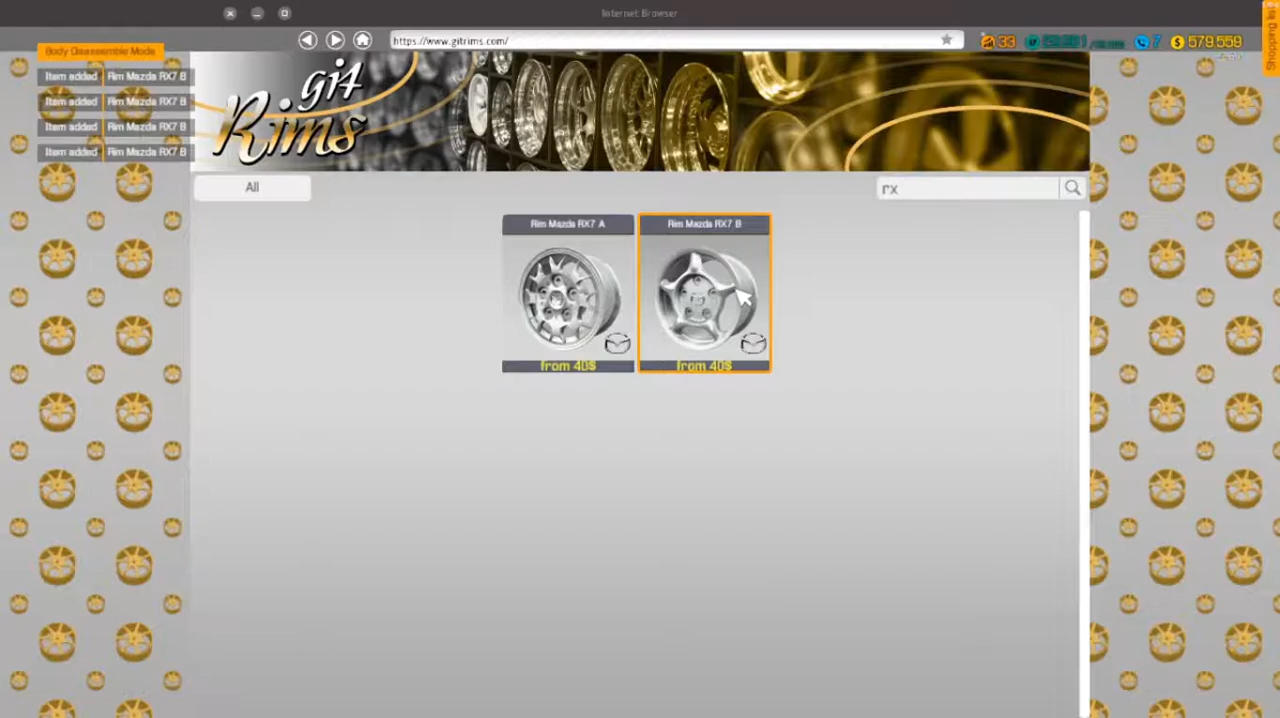 Internet Browser
https://www.gitrims.com/
33
7
579.559
Body Disassemble Mode
Item added Rim Mazda RX7 B
Item added Rim Mazda RX7 B
Item added Rim Mazda RX7 B
Item added Rim Mazda RX7 B
git
Rims
All
rx
Rim Mazda RX7 A
Rim Mazda RX7 B
from 40$
from 40$